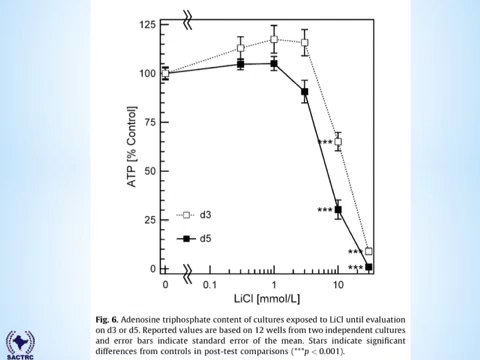 125
100
75
50
25
0
ATP [% Control]
d3
d5
***
***
***
***
0
0.1
1
10
LiCl [mmol/L]
Fig. 6. Adenosine triphosphate content of cultures exposed to LiCl until evaluation
on d3 or d5. Reported values are based on 12 wells from two independent cultures
and error bars indicate standard error of the mean. Stars indicate significant
differences from controls in post-test comparisons (***p < 0.001).
SACTRC